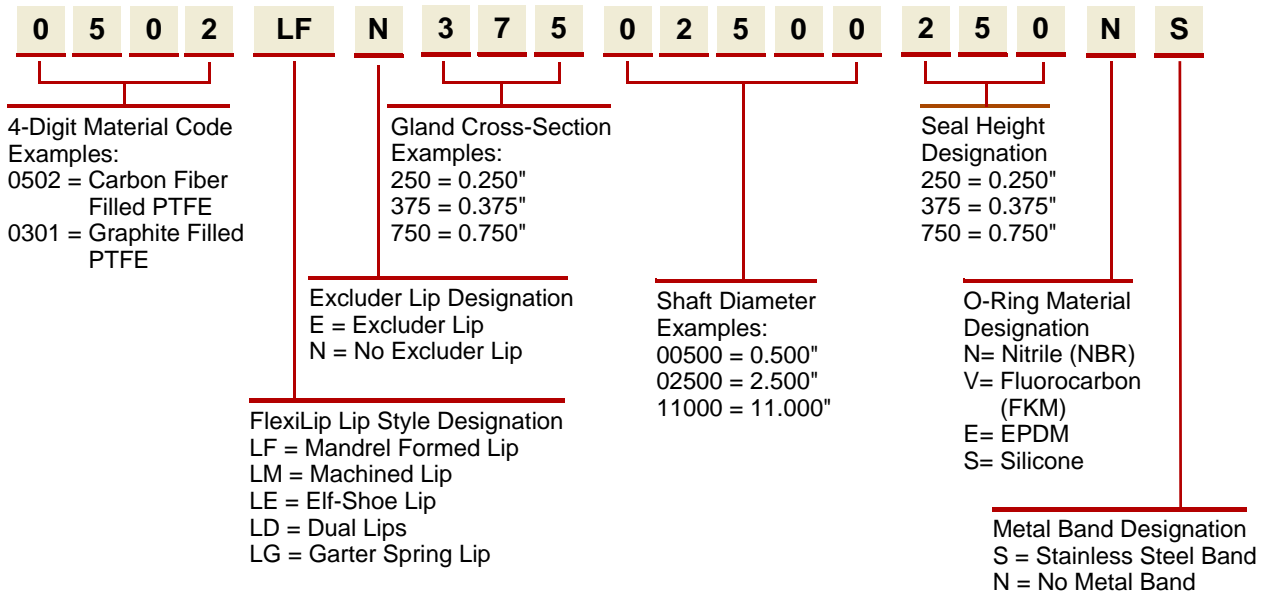 0 5 0 2 LF N 3 7 5 0 2 5 0 0 2 5 0 N S
4-Digit Material Code
Examples:
0502 = Carbon Fiber
Filled PTFE
0301 = Graphite Filled
PTFE
Gland Cross-Section
Examples:
250 = 0.250"
375 = 0.375"
750 = 0.750"
Seal Height
Designation
250 = 0.250"
375 = 0.375"
750 = 0.750"
Excluder Lip Designation
E = Excluder Lip
N = No Excluder Lip
Shaft Diameter
Examples:
00500 = 0.500"
02500 = 2.500"
11000 = 11.000"
O-Ring Material
Designation
N= Nitrile (NBR)
V= Fluorocarbon
(FKM)
E= EPDM
S= Silicone
FlexiLip Lip Style Designation
LF = Mandrel Formed Lip
LM = Machined Lip
LE = Elf-Shoe Lip
LD = Dual Lips
LG = Garter Spring Lip
Metal Band Designation
S = Stainless Steel Band
N = No Metal Band